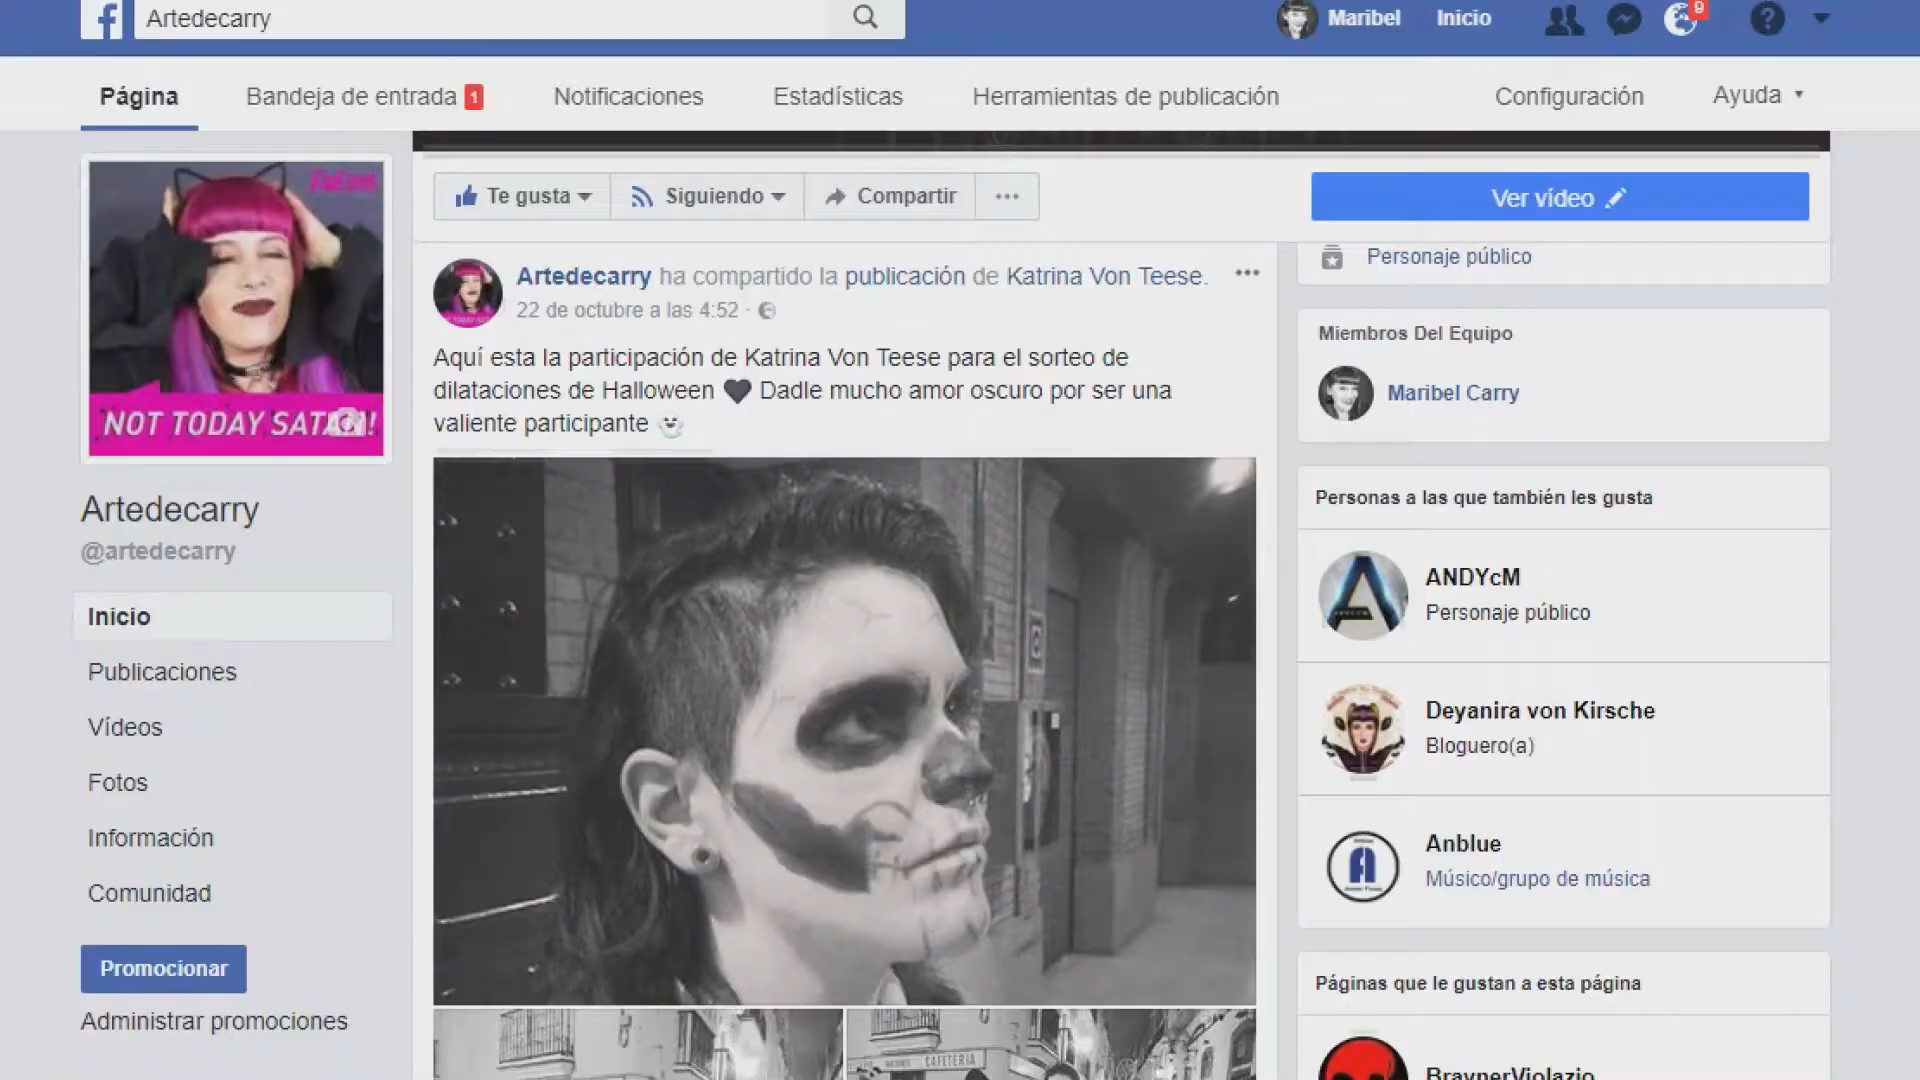 Artedecarry
Maribel
Inicio
9
Página
Bandeja de entrada 1
Notificaciones
Estadísticas
Herramientas de publicación
Configuración
Ayuda
NOT TODAY SATAN!
Artedecarry
@artedecarry
Inicio
Publicaciones
Vídeos
Fotos
Información
Comunidad
Promocionar
Administrar promociones
Te gusta
Siguiendo
Compartir
Ver vídeo
Artedecarry ha compartido la publicación de Katrina Von Teese.
22 de octubre a las 4:52 ·
Aquí esta la participación de Katrina Von Teese para el sorteo de
dilataciones de Halloween 🖤 Dadle mucho amor oscuro por ser una
valiente participante 👻
CAFETERIA
Personaje público
Miembros Del Equipo
Maribel Carry
Personas a las que también les gusta
ANDYcM
Personaje público
Deyanira von Kirsche
Bloguero(a)
Anblue
Músico/grupo de música
Páginas que le gustan a esta página
BraynerViolazio